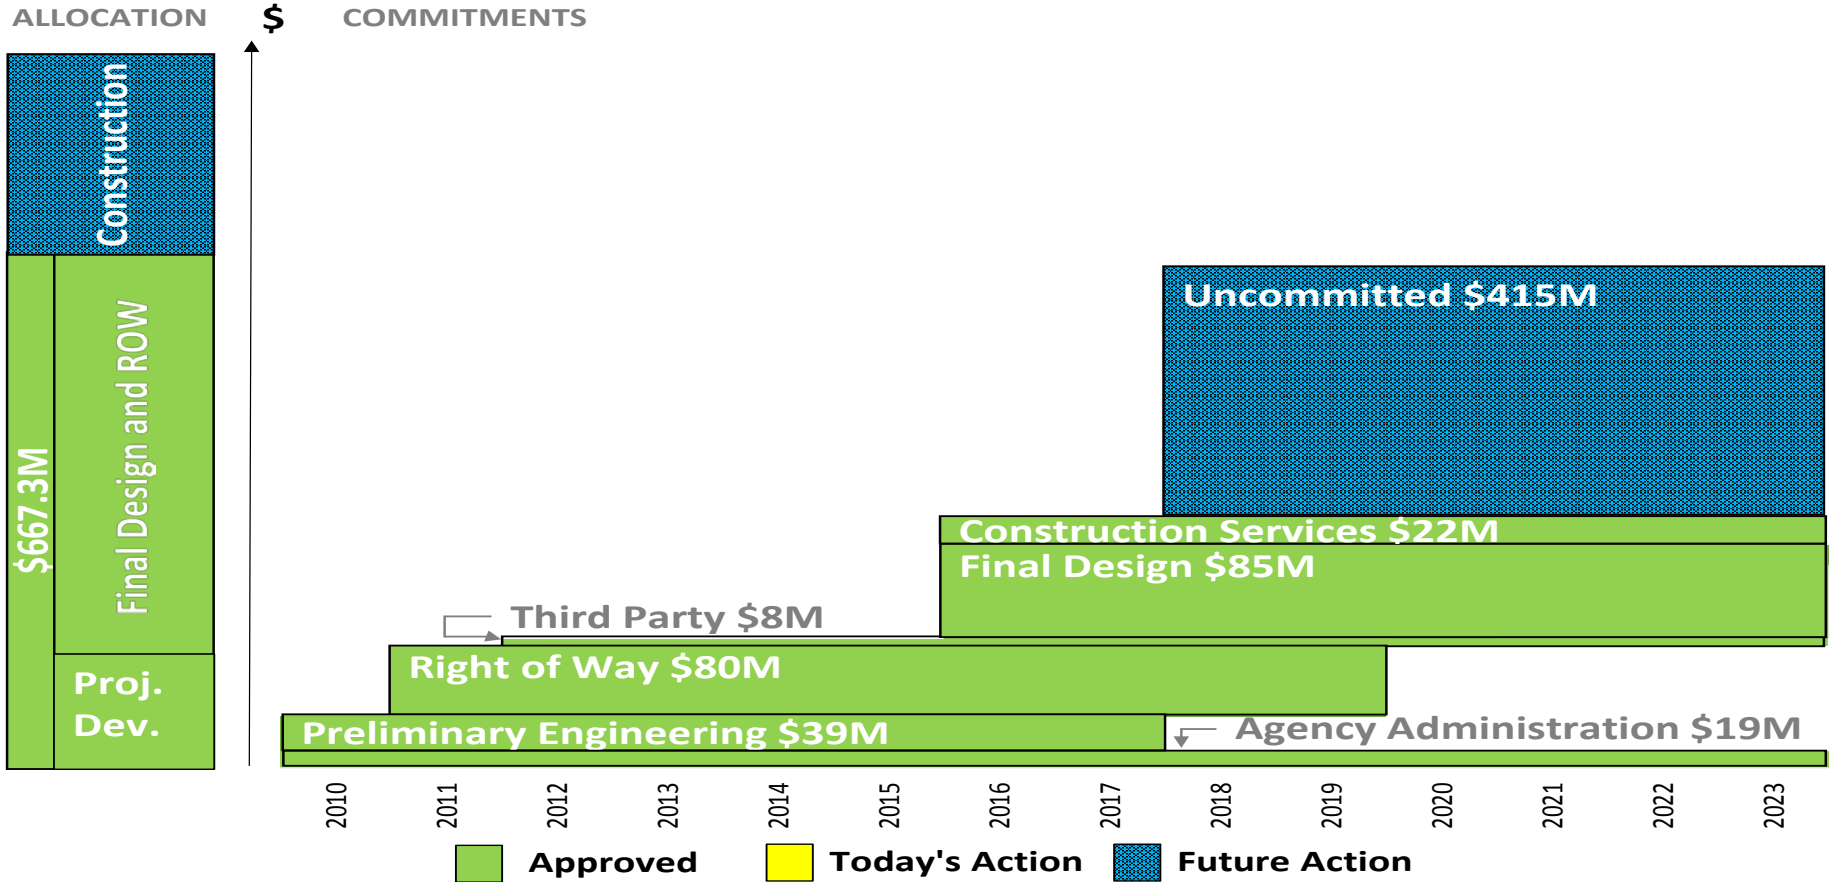 ALLOCATION $ COMMITMENTS
Construction
Final Design and ROW
$667.3M
Proj.
Dev.
Uncommitted $415M
Construction Services $22M
Final Design $85M
Third Party $8M
Right of Way $80M
Preliminary Engineering $39M
Agency Administration $19M
2010 2011 2012 2013 2014 2015 2016 2017 2018 2019 2020 2021 2022 2023
Approved Today's Action Future Action